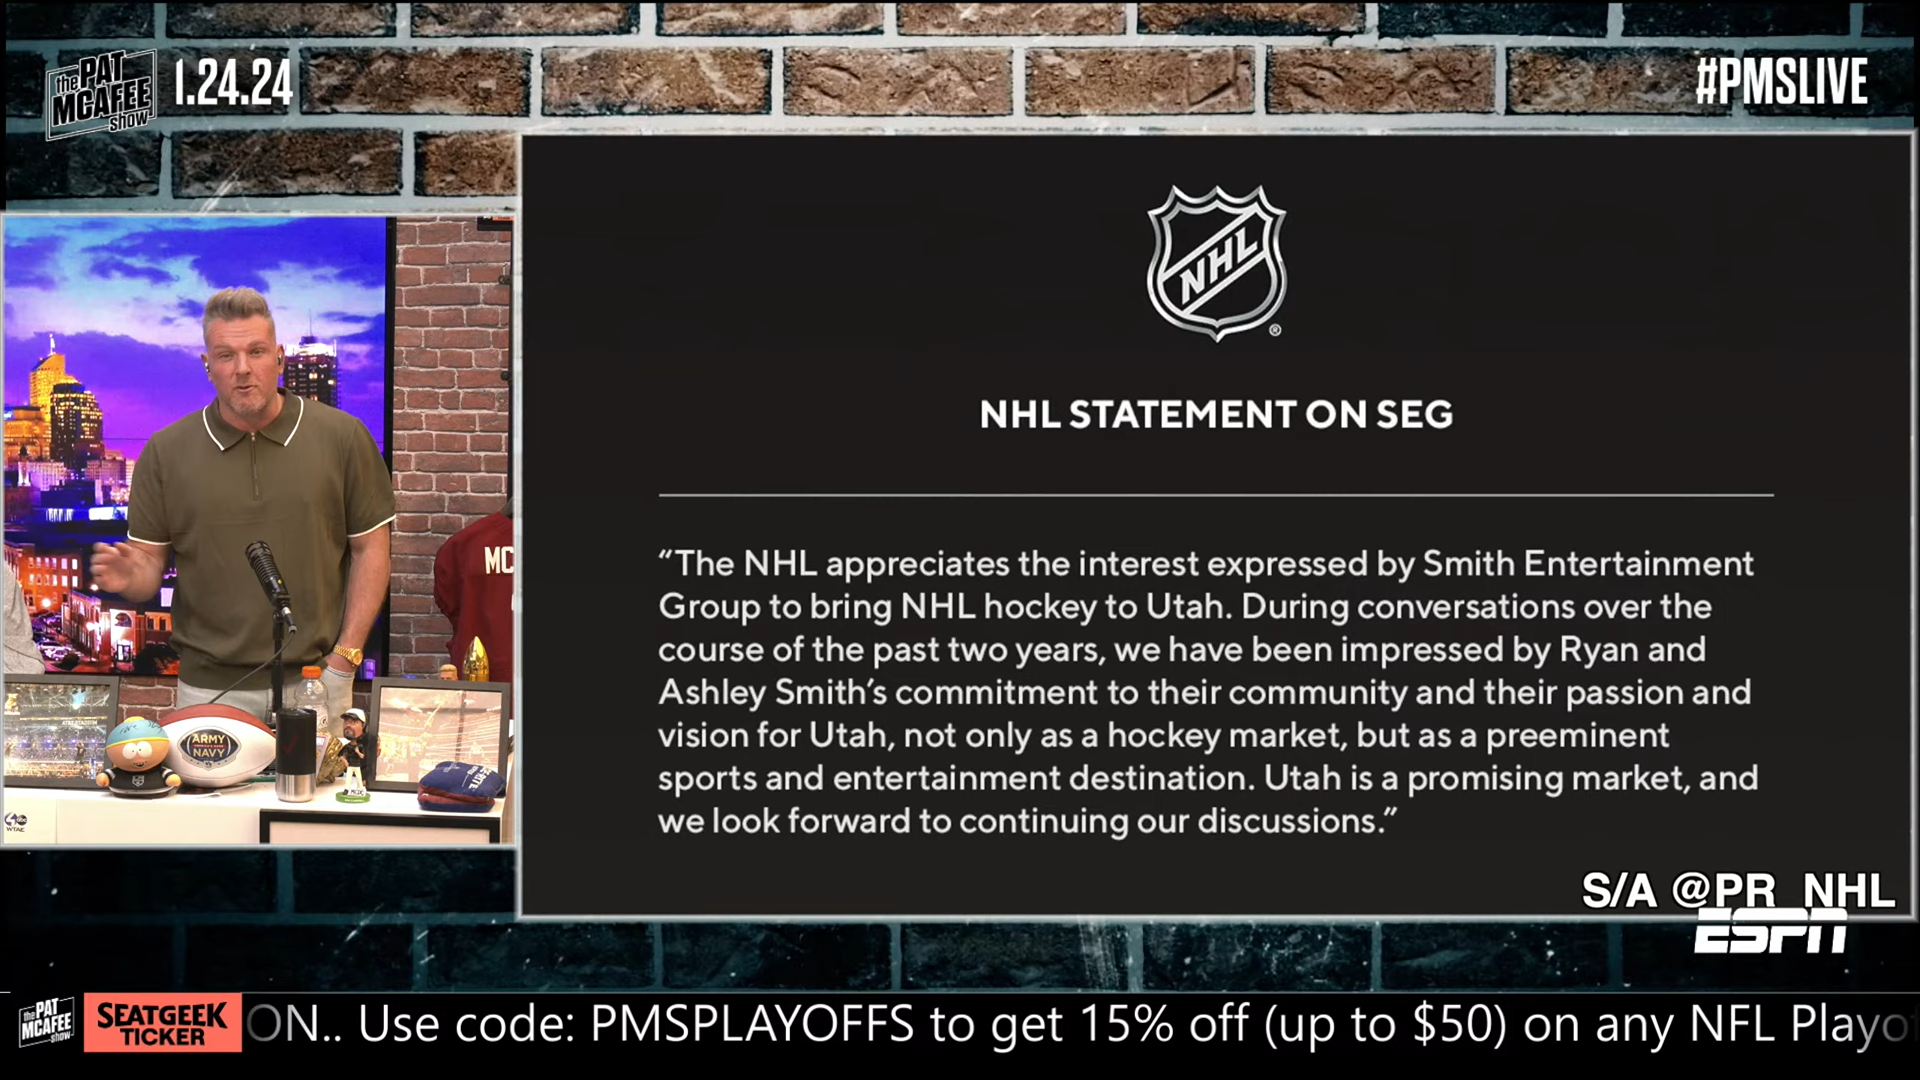 the PAT
MCAFEE
show
1.24.24
#PMSLIVE
NHL
®
NHL STATEMENT ON SEG
“The NHL appreciates the interest expressed by Smith Entertainment
Group to bring NHL hockey to Utah. During conversations over the
course of the past two years, we have been impressed by Ryan and
Ashley Smith’s commitment to their community and their passion and
vision for Utah, not only as a hockey market, but as a preeminent
sports and entertainment destination. Utah is a promising market, and
we look forward to continuing our discussions.”
MC
ARMY
NAVY
WTAE
S/A @PR_NHL
ESPN
the PAT
MCAFEE
show
SEATGEEK
TICKER
ON.. Use code: PMSPLAYOFFS to get 15% off (up to $50) on any NFL Playo